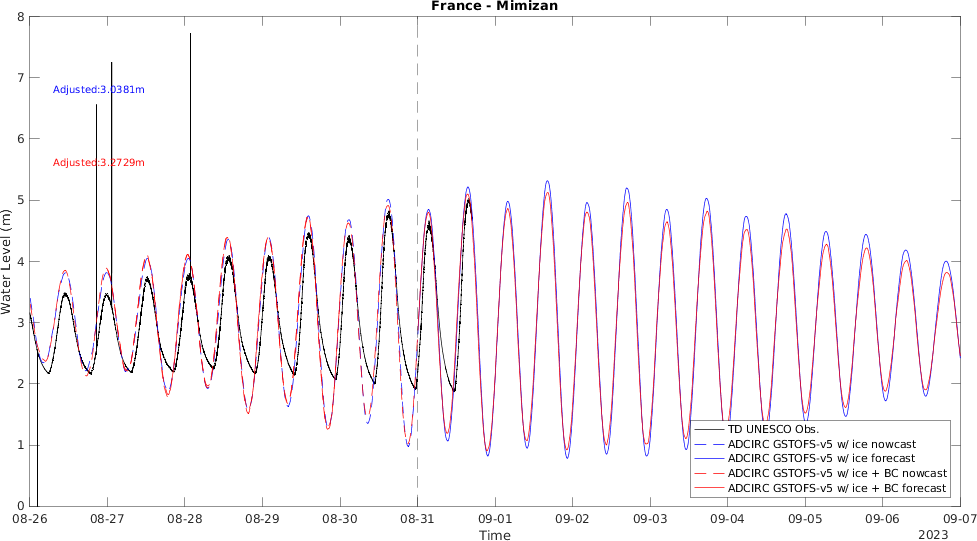 France - Mimizan
8
7
6
5
4
3
2
1
0
Water Level (m)
Adjusted:3.0381m
Adjusted:3.2729m
TD UNESCO Obs.
ADCIRC GSTOFS-v5 w/ ice nowcast
ADCIRC GSTOFS-v5 w/ ice forecast
ADCIRC GSTOFS-v5 w/ ice + BC nowcast
ADCIRC GSTOFS-v5 w/ ice + BC forecast
08-26 08-27 08-28 08-29 08-30 08-31 09-01 09-02 09-03 09-04 09-05 09-06 09-07
Time
2023